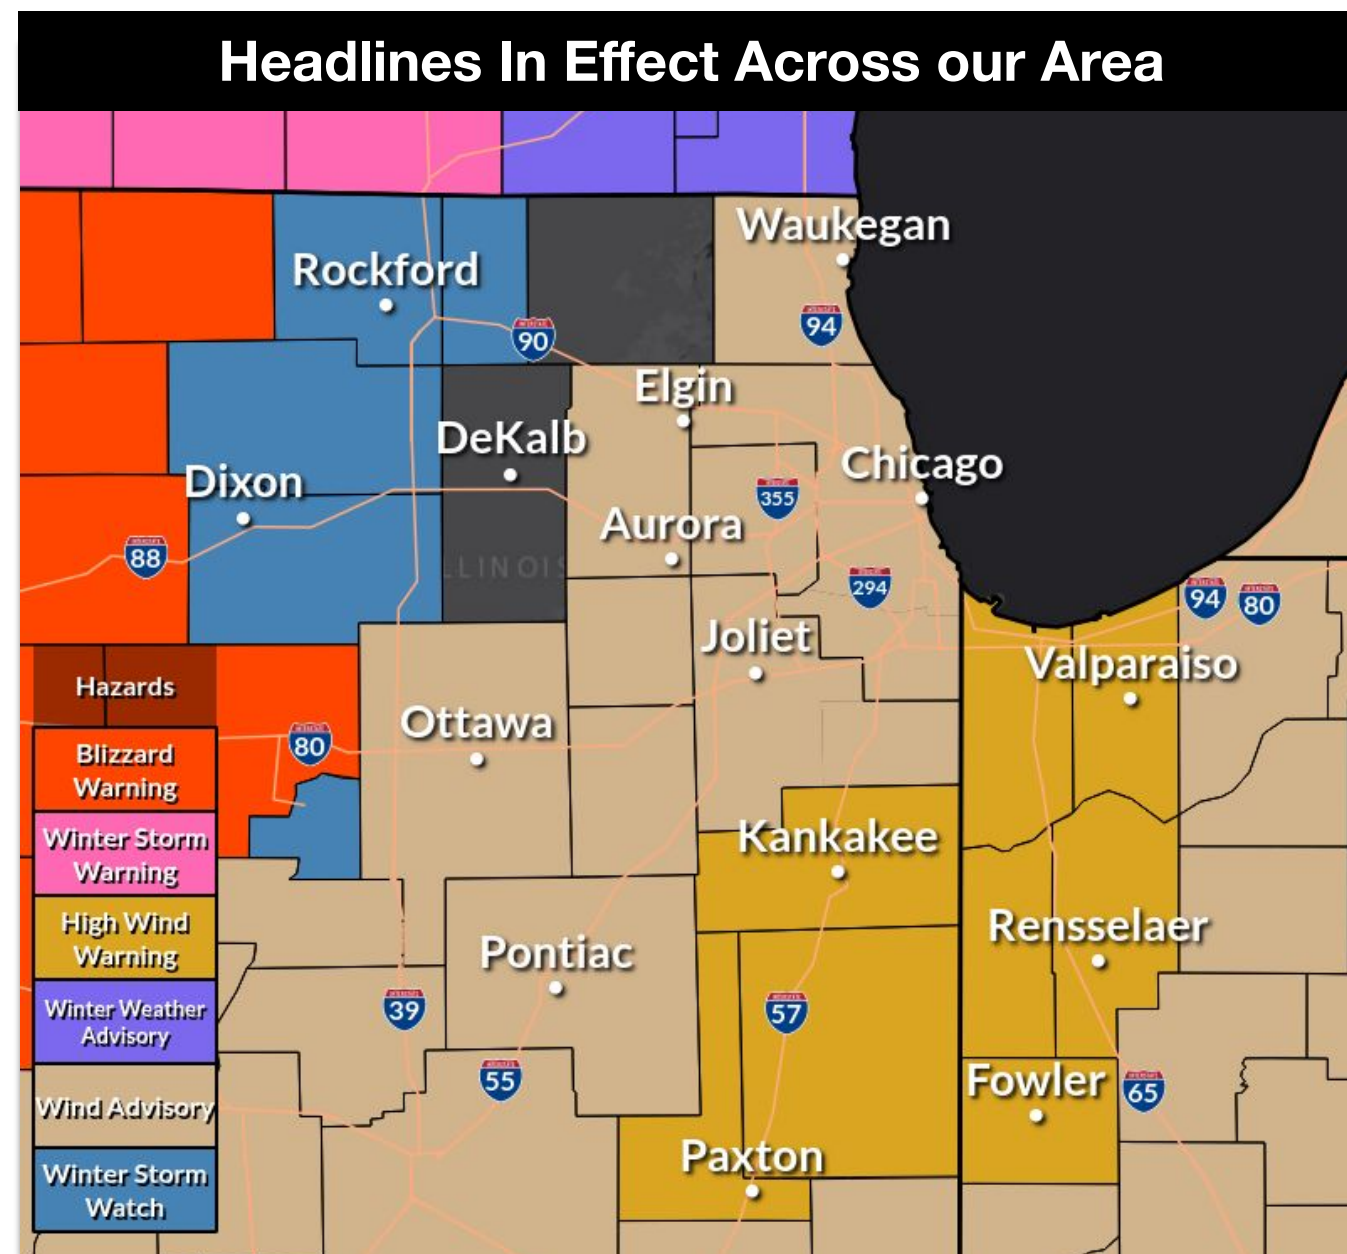 Headlines In Effect Across our Area
Waukegan
Rockford
94
90
Elgin
DeKalb
Chicago
Dixon
355
Aurora
88
ILLINOIS
294
94
80
Joliet
Valparaiso
Hazards
Ottawa
80
Blizzard
Warning
Winter Storm
Warning
Kankakee
High Wind
Warning
Rensselaer
Pontiac
Winter Weather
Advisory
39
57
55
Fowler
65
Wind Advisory
Paxton
Winter Storm
Watch